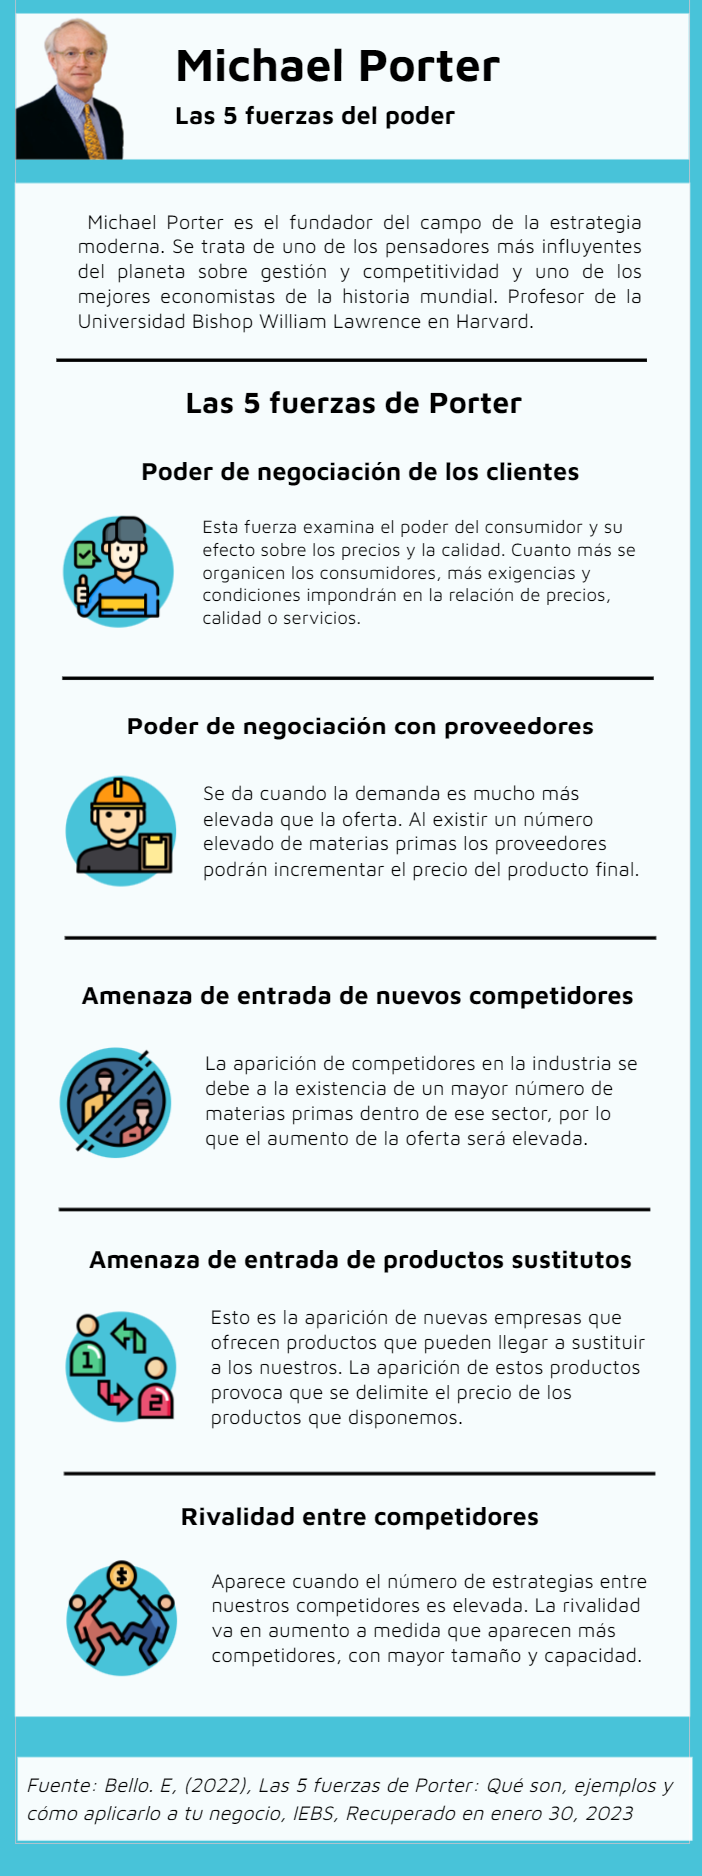 Michael Porter
Las 5 fuerzas del poder
Michael Porter es el fundador del campo de la estrategia
moderna. Se trata de uno de los pensadores más influyentes
del planeta sobre gestión y competitividad y uno de los
mejores economistas de la historia mundial. Profesor de la
Universidad Bishop William Lawrence en Harvard.
Las 5 fuerzas de Porter
Poder de negociación de los clientes
Esta fuerza examina el poder del consumidor y su
efecto sobre los precios y la calidad. Cuanto más se
organicen los consumidores, más exigencias y
condiciones impondrán en la relación de precios,
calidad o servicios.
Poder de negociación con proveedores
Se da cuando la demanda es mucho más
elevada que la oferta. Al existir un número
elevado de materias primas los proveedores
podrán incrementar el precio del producto final.
Amenaza de entrada de nuevos competidores
La aparición de competidores en la industria se
debe a la existencia de un mayor número de
materias primas dentro de ese sector, por lo
que el aumento de la oferta será elevada.
Amenaza de entrada de productos sustitutos
1
2
Esto es la aparición de nuevas empresas que
ofrecen productos que pueden llegar a sustituir
a los nuestros. La aparición de estos productos
provoca que se delimite el precio de los
productos que disponemos.
Rivalidad entre competidores
$
Aparece cuando el número de estrategias entre
nuestros competidores es elevada. La rivalidad
va en aumento a medida que aparecen más
competidores, con mayor tamaño y capacidad.
Fuente: Bello. E, (2022), Las 5 fuerzas de Porter: Qué son, ejemplos y
cómo aplicarlo a tu negocio, IEBS, Recuperado en enero 30, 2023